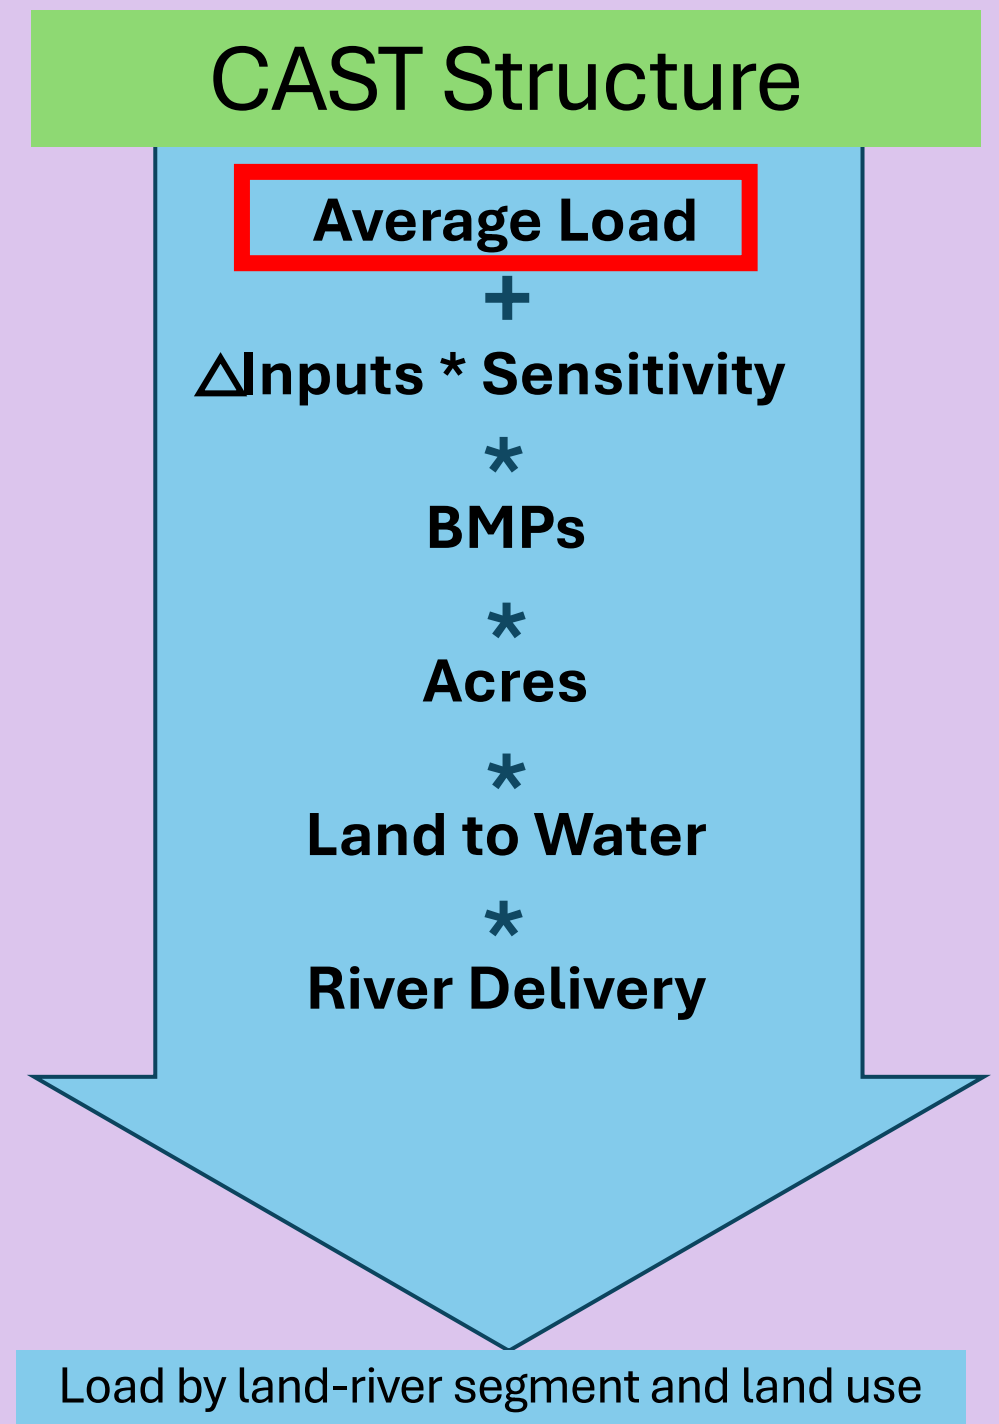 CAST Structure
Average Load
+
△Inputs * Sensitivity
*
BMPs
*
Acres
*
Land to Water
*
River Delivery
Load by land-river segment and land use